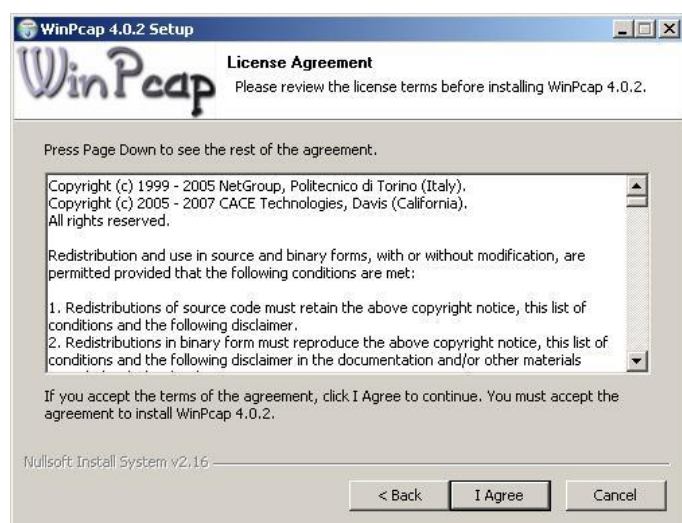 WinPcap 4.0.2 Setup
WinPcap
License Agreement
Please review the license terms before installing WinPcap 4.0.2.
Press Page Down to see the rest of the agreement.
Copyright (c) 1999 - 2005 NetGroup, Politecnico di Torino (Italy).
Copyright (c) 2005 - 2007 CACE Technologies, Davis (California).
All rights reserved.
Redistribution and use in source and binary forms, with or without modification, are
permitted provided that the following conditions are met:
1. Redistributions of source code must retain the above copyright notice, this list of
conditions and the following disclaimer.
2. Redistributions in binary form must reproduce the above copyright notice, this list of
conditions and the following disclaimer in the documentation and/or other materials
If you accept the terms of the agreement, click I Agree to continue. You must accept the
agreement to install WinPcap 4.0.2.
Nullsoft Install System v2.16
< Back
I Agree
Cancel